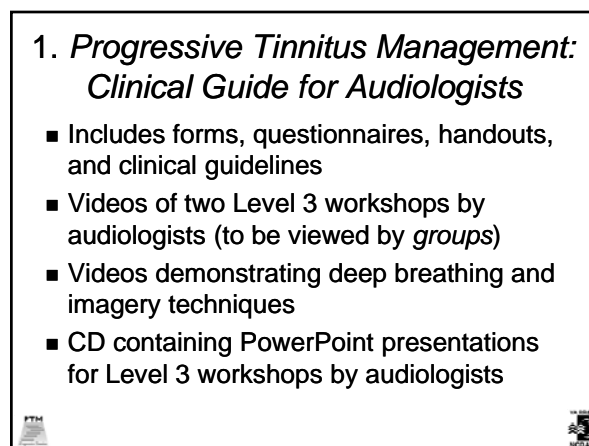 1. Progressive Tinnitus Management:
Clinical Guide for Audiologists
■ Includes forms, questionnaires, handouts,
and clinical guidelines
■ Videos of two Level 3 workshops by
audiologists (to be viewed by groups)
■ Videos demonstrating deep breathing and
imagery techniques
■ CD containing PowerPoint presentations
for Level 3 workshops by audiologists
PTM